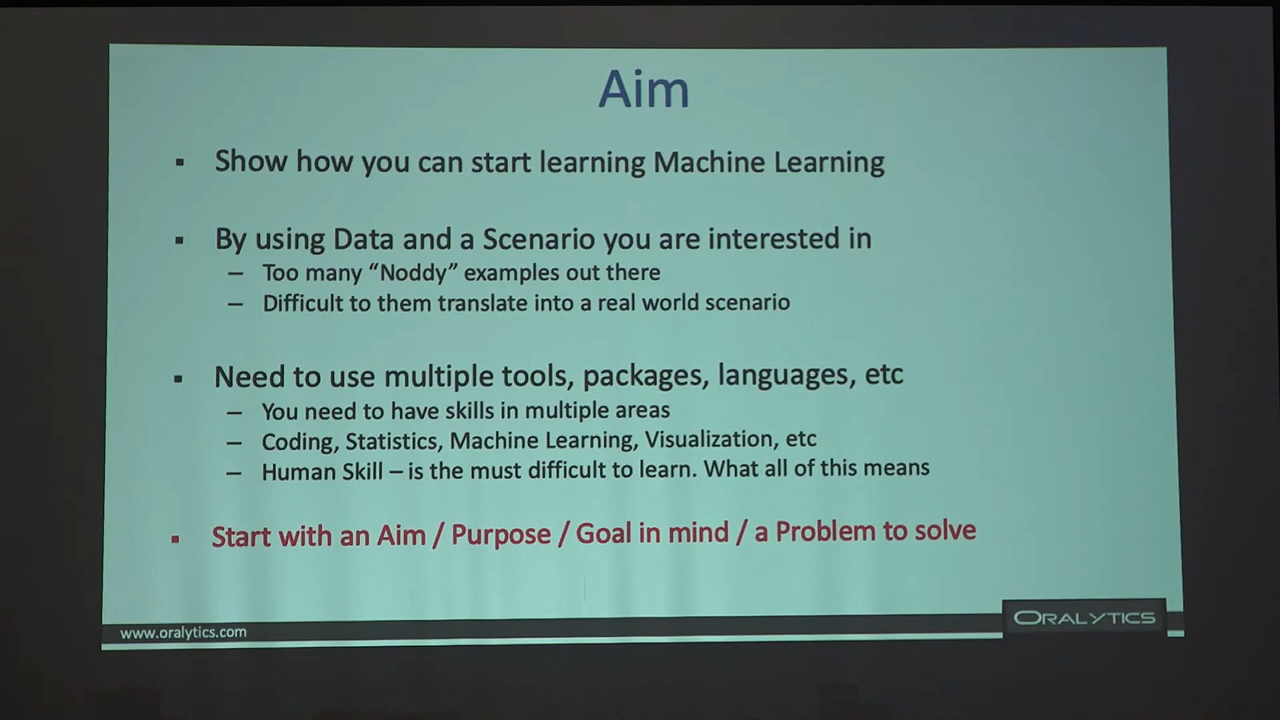 Aim
▪ Show how you can start learning Machine Learning
▪ By using Data and a Scenario you are interested in
– Too many “Noddy” examples out there
– Difficult to them translate into a real world scenario
▪ Need to use multiple tools, packages, languages, etc
– You need to have skills in multiple areas
– Coding, Statistics, Machine Learning, Visualization, etc
– Human Skill – is the must difficult to learn. What all of this means
▪ Start with an Aim / Purpose / Goal in mind / a Problem to solve
www.oralytics.com
ORALYTICS